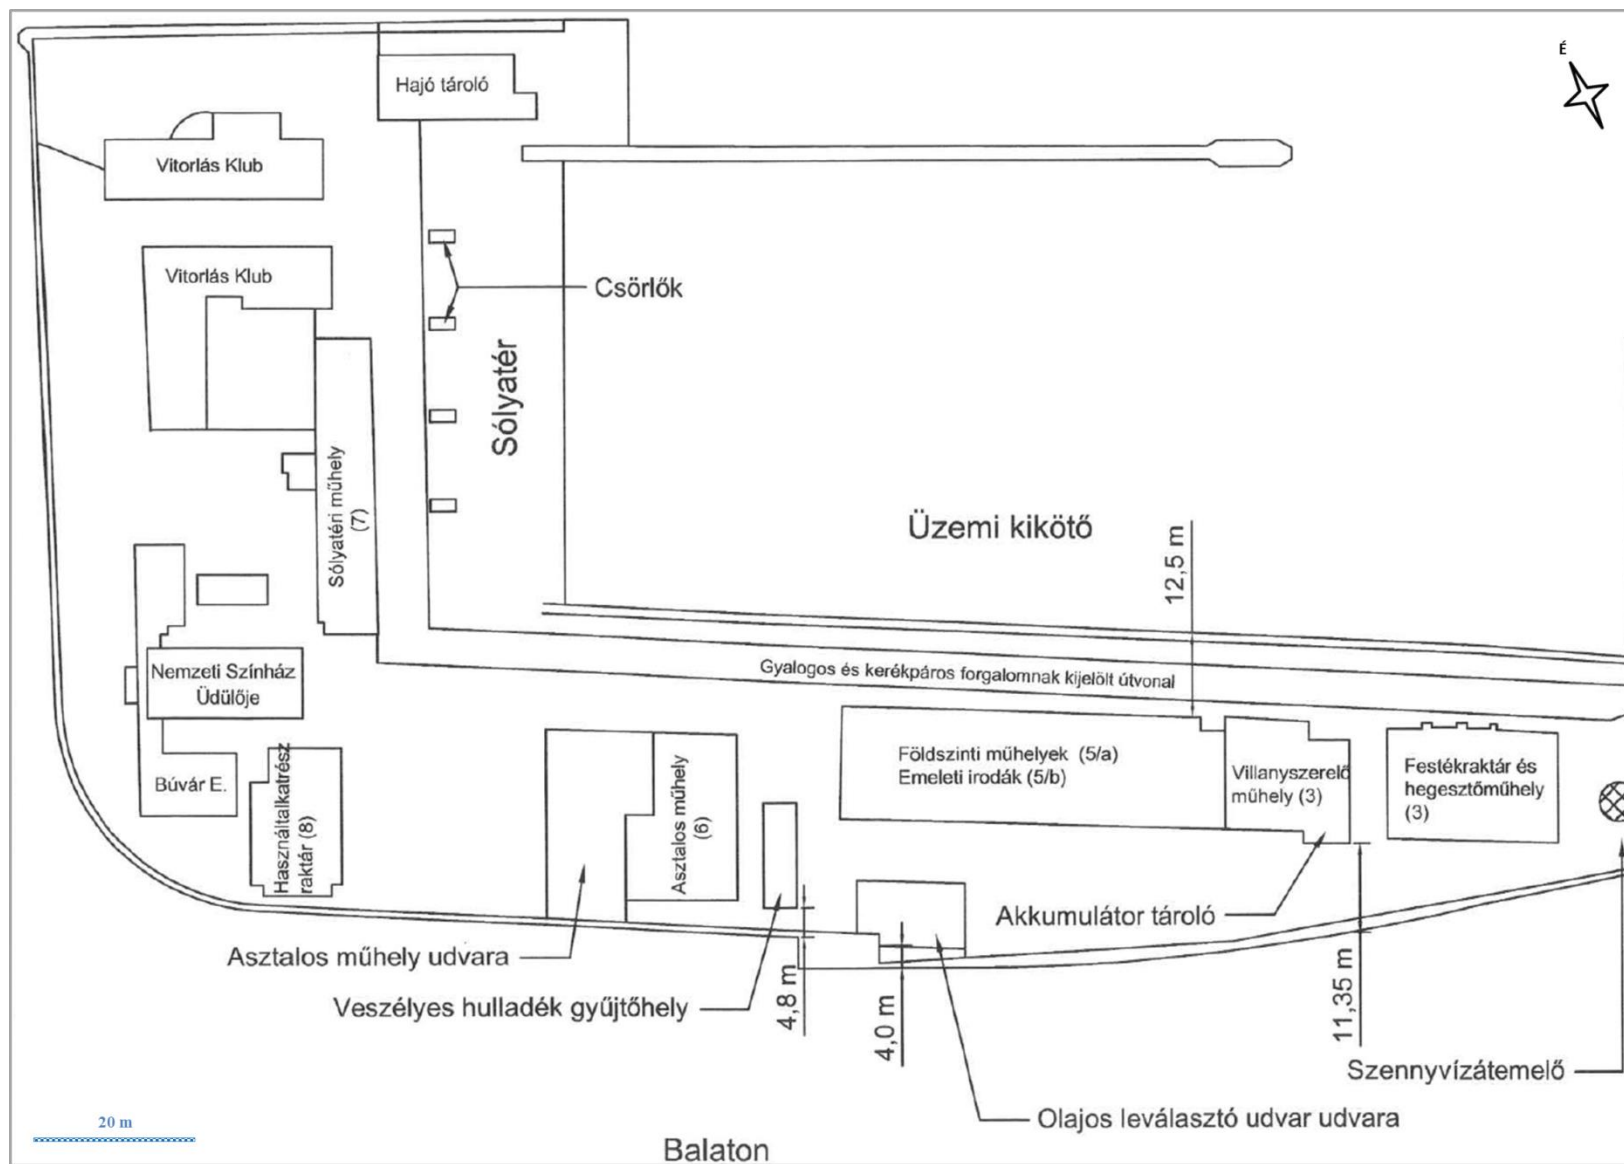 É
Hajó tároló
Vitorlás Klub
Vitorlás Klub
Csörlők
Sólyatér
Sólyatéri műhely
(7)
Üzemi kikötő
12,5 m
Gyalogos és kerékpáros forgalomnak kijelölt útvonal
Nemzeti Színház
Üdülője
Búvár E.
Használtalkatrész
raktár (8)
Asztalos műhely
(6)
Földszinti műhelyek (5/a)
Emeleti irodák (5/b)
Villanyszerelő
műhely (3)
Festékraktár és
hegesztőműhely
(3)
Akkumulátor tároló
Asztalos műhely udvara
Veszélyes hulladék gyűjtőhely
4,8 m
4,0 m
11,35 m
Szennyvízátemelő
Olajos leválasztó udvar udvara
20 m
Balaton